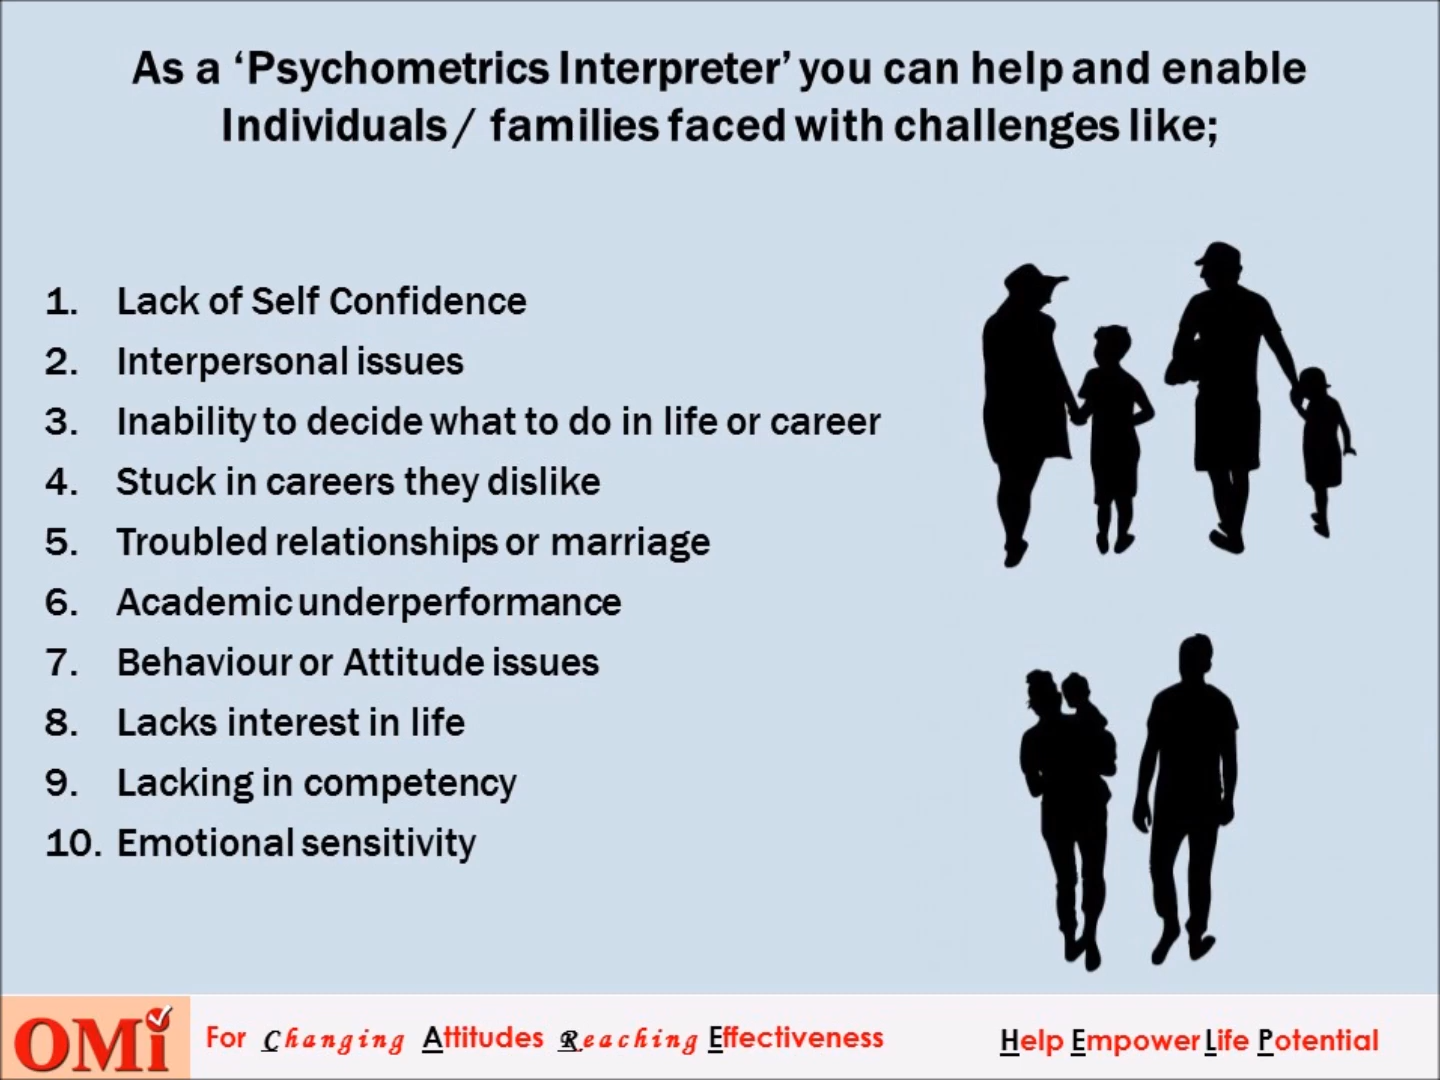 As a ‘Psychometrics Interpreter’ you can help and enable
Individuals/ families faced with challenges like;
1. Lack of Self Confidence
2. Interpersonal issues
3. Inability to decide what to do in life or career
4. Stuck in careers they dislike
5. Troubled relationships or marriage
6. Academic underperformance
7. Behaviour or Attitude issues
8. Lacks interest in life
9. Lacking in competency
10. Emotional sensitivity
OMi For Changing Attitudes Reaching Effectiveness Help Empower Life Potential